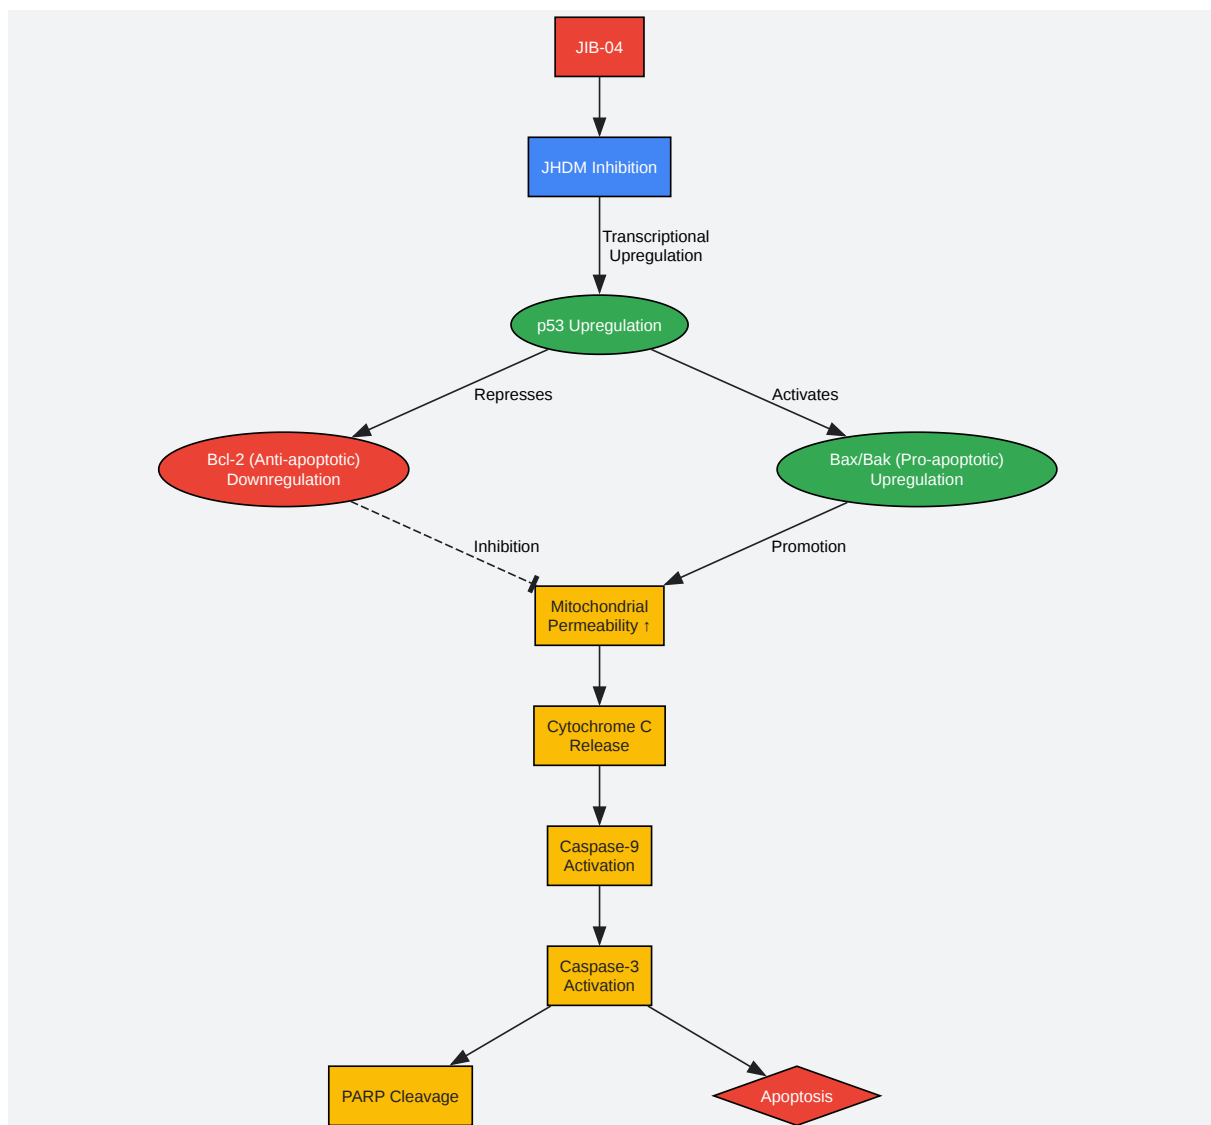 JIB-04
JHDM Inhibition
Transcriptional
Upregulation
p53 Upregulation
Represses
Activates
Bcl-2 (Anti-apoptotic)
Downregulation
Bax/Bak (Pro-apoptotic)
Upregulation
Inhibition
Promotion
Mitochondrial
Permeability ↑
Cytochrome C
Release
Caspase-9
Activation
Caspase-3
Activation
PARP Cleavage
Apoptosis